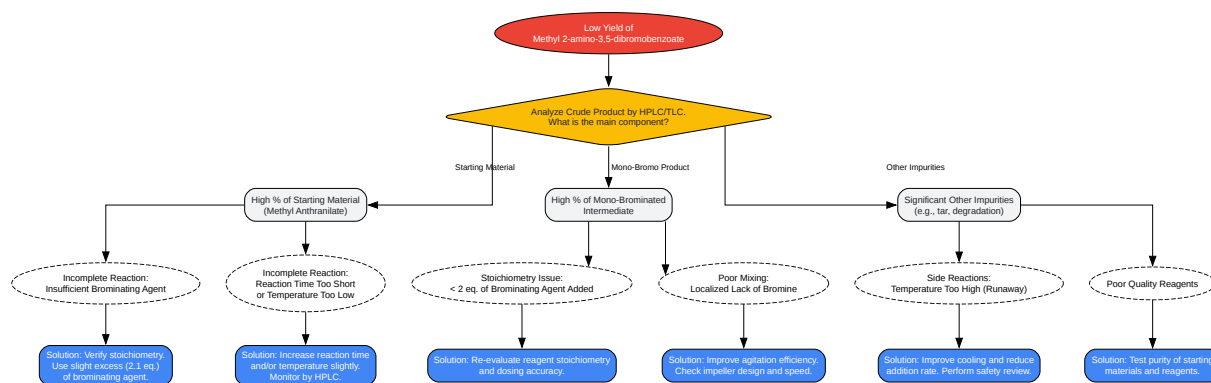 Low Yield of
Methyl 2-amino-3,5-dibromobenzoate
Analyze Crude Product by HPLC/TLC.
What is the main component?
Starting Material
Mono-Bromo Product
Other Impurities
High % of Starting Material
(Methyl Anthranilate)
High % of Mono-Brominated
Intermediate
Significant Other Impurities
(e.g., tar, degradation)
Incomplete Reaction:
Insufficient Brominating Agent
Incomplete Reaction:
Reaction Time Too Short
or Temperature Too Low
Stoichiometry Issue:
< 2 eq. of Brominating Agent Added
Poor Mixing:
Localized Lack of Bromine
Side Reactions:
Temperature Too High (Runaway)
Poor Quality Reagents
Solution: Verify stoichiometry.
Use slight excess (2.1 eq.)
of brominating agent.
Solution: Increase reaction time
and/or temperature slightly.
Monitor by HPLC.
Solution: Re-evaluate reagent stoichiometry
and dosing accuracy.
Solution: Improve agitation efficiency.
Check impeller design and speed.
Solution: Improve cooling and reduce
addition rate. Perform safety review.
Solution: Test purity of starting
materials and reagents.